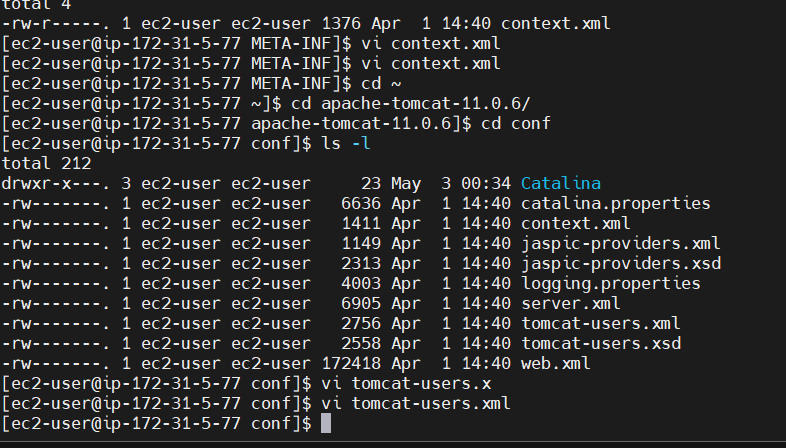 total 4
-rw-r-----. 1 ec2-user ec2-user 1376 Apr  1 14:40 context.xml
[ec2-user@ip-172-31-5-77 META-INF]$ vi context.xml
[ec2-user@ip-172-31-5-77 META-INF]$ vi context.xml
[ec2-user@ip-172-31-5-77 META-INF]$ cd ~
[ec2-user@ip-172-31-5-77 ~]$ cd apache-tomcat-11.0.6/
[ec2-user@ip-172-31-5-77 apache-tomcat-11.0.6]$ cd conf
[ec2-user@ip-172-31-5-77 conf]$ ls -l
total 212
drwxr-x---. 3 ec2-user ec2-user     23 May  3 00:34 Catalina
-rw-------. 1 ec2-user ec2-user   6636 Apr  1 14:40 catalina.properties
-rw-------. 1 ec2-user ec2-user   1411 Apr  1 14:40 context.xml
-rw-------. 1 ec2-user ec2-user   1149 Apr  1 14:40 jaspic-providers.xml
-rw-------. 1 ec2-user ec2-user   2313 Apr  1 14:40 jaspic-providers.xsd
-rw-------. 1 ec2-user ec2-user   4003 Apr  1 14:40 logging.properties
-rw-------. 1 ec2-user ec2-user   6905 Apr  1 14:40 server.xml
-rw-------. 1 ec2-user ec2-user   2756 Apr  1 14:40 tomcat-users.xml
-rw-------. 1 ec2-user ec2-user   2558 Apr  1 14:40 tomcat-users.xsd
-rw-------. 1 ec2-user ec2-user 172418 Apr  1 14:40 web.xml
[ec2-user@ip-172-31-5-77 conf]$ vi tomcat-users.x
[ec2-user@ip-172-31-5-77 conf]$ vi tomcat-users.xml
[ec2-user@ip-172-31-5-77 conf]$